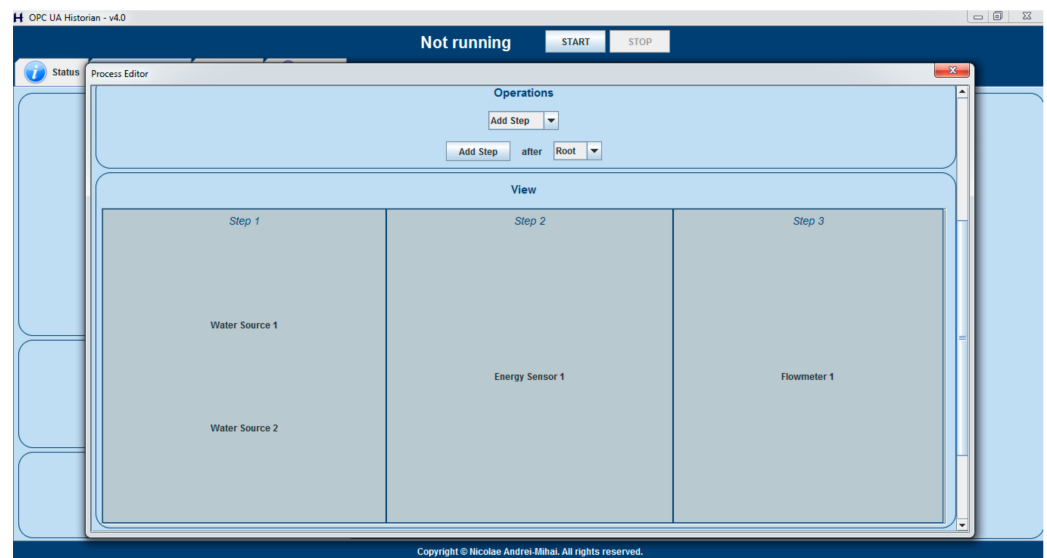 OPC UA Historian - v4.0
Not running START STOP
Status
Process Editor
Operations
Add Step
Add Step after Root
View
Step 1 Step 2 Step 3
Water Source 1
Energy Sensor 1 Flowmeter 1
Water Source 2
Copyright © Nicolae Andrei-Mihai. All rights reserved.